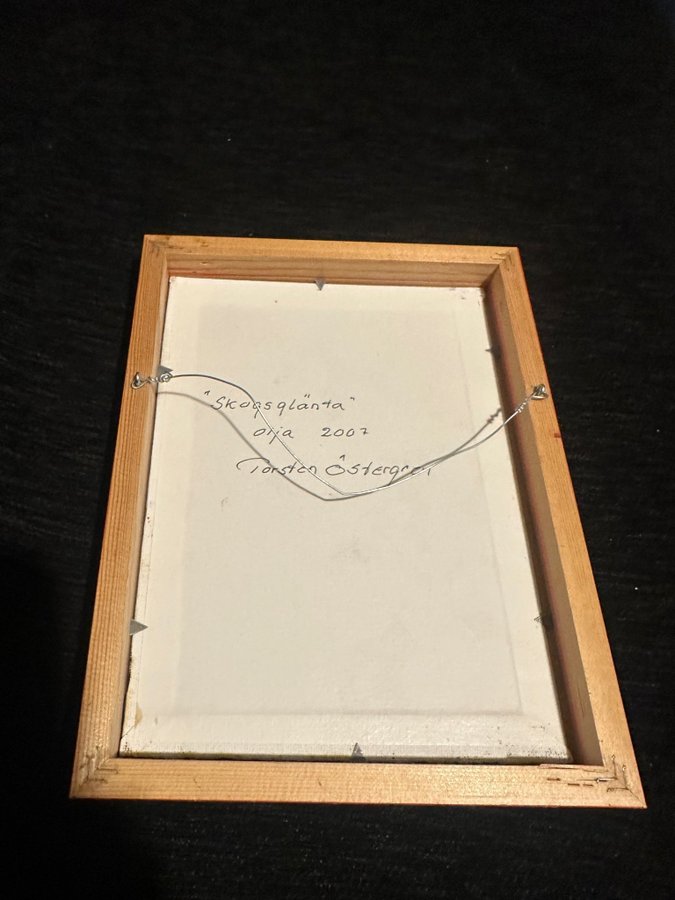 "Skogsglänta"
Olja 2007
Torsten Östergren